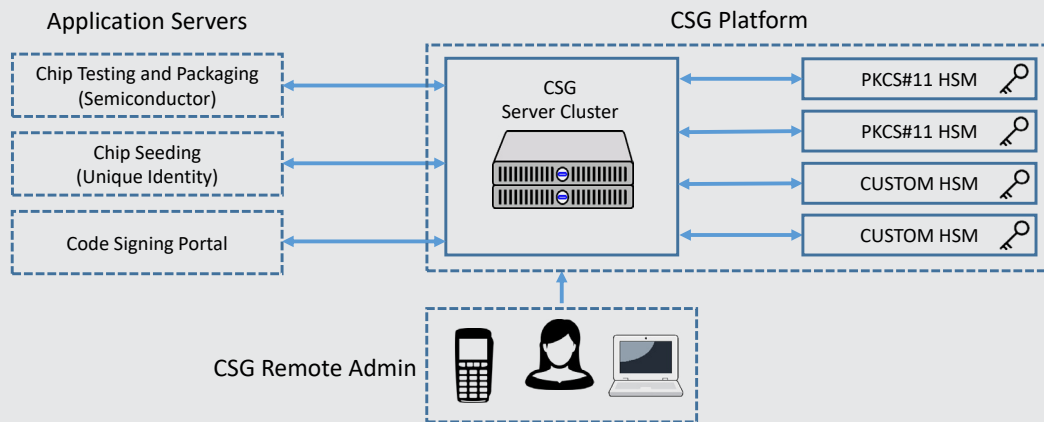 Application Servers
CSG Platform
Chip Testing and Packaging
(Semiconductor)
Chip Seeding
(Unique Identity)
Code Signing Portal
CSG
Server Cluster
PKCS#11 HSM
PKCS#11 HSM
CUSTOM HSM
CUSTOM HSM
CSG Remote Admin